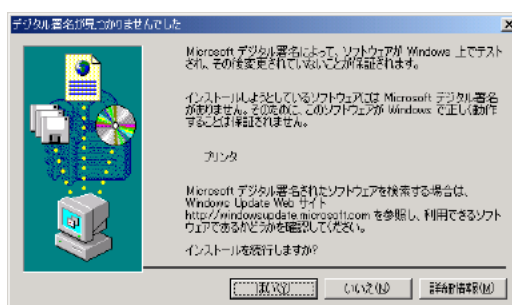 デジタル署名が見つかりませんでした
Microsoft デジタル署名によって、ソフトウェアが Windows 上でテスト
され、その後変更されていないことが保証されます。
インストールしようとしているソフトウェアには Microsoft デジタル署名
がありません。そのために、このソフトウェアが Windows で正しく動作
することは保証されません。
プリンタ
Microsoft デジタル署名されたソフトウェアを検索する場合は、
Windows Update Web サイト
http://windowsupdate.microsoft.com を参照し、利用できるソフト
ウェアであるかどうかを確認してください。
インストールを続行しますか?
はい(Y) いいえ(N) 詳細情報(M)